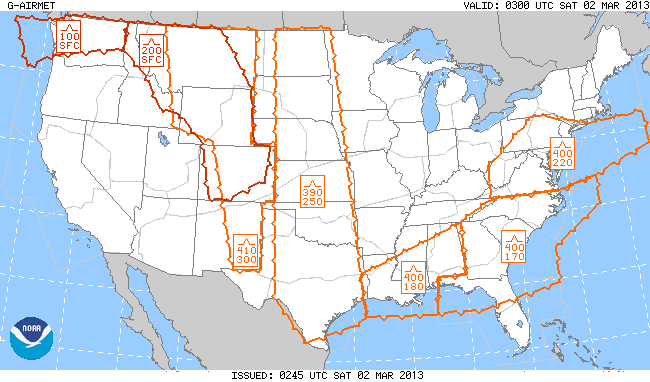 G-AIRMET
VALID: 0300 UTC SAT 02 MAR 2013
100
SFC
200
SFC
400
220
390
250
410
300
400
170
400
180
NOAA
ISSUED: 0245 UTC SAT 02 MAR 2013